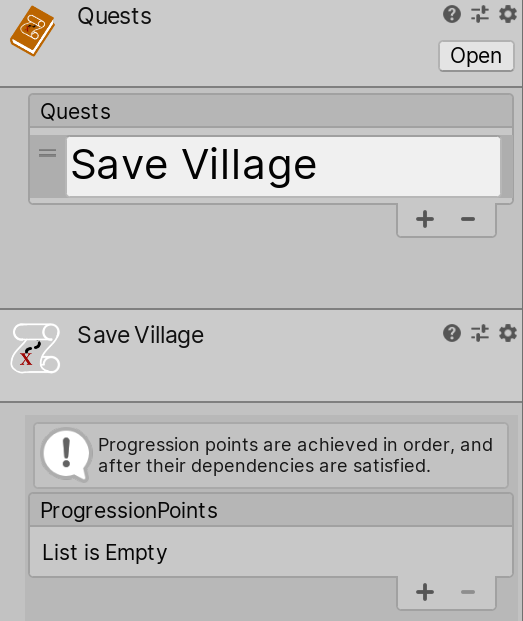 Quests
Open
Quests
Save Village
Save Village
Progression points are achieved in order, and
after their dependencies are satisfied.
ProgressionPoints
List is Empty